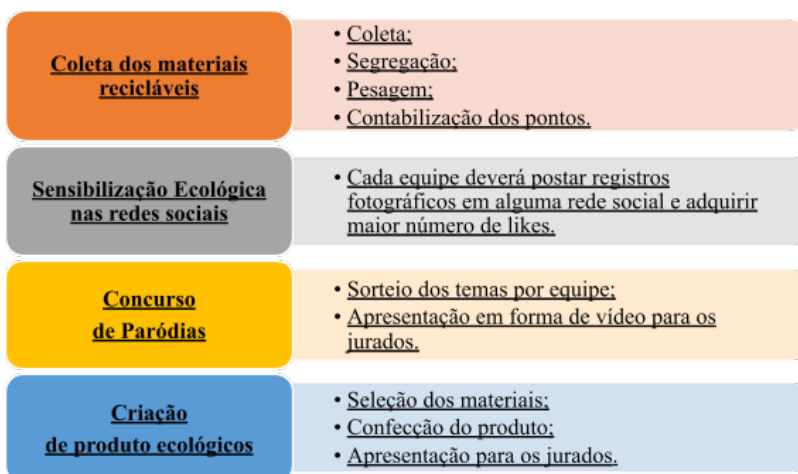 Coleta dos materiais
recicláveis
• Coleta;
• Segregação;
• Pesagem;
• Contabilização dos pontos.
Sensibilização Ecológica
nas redes sociais
• Cada equipe deverá postar registros
fotográficos em alguma rede social e adquirir
maior número de likes.
Concurso
de Paródias
• Sorteio dos temas por equipe;
• Apresentação em forma de vídeo para os
jurados.
Criação
de produto ecológicos
• Seleção dos materiais;
• Confecção do produto;
• Apresentação para os jurados.